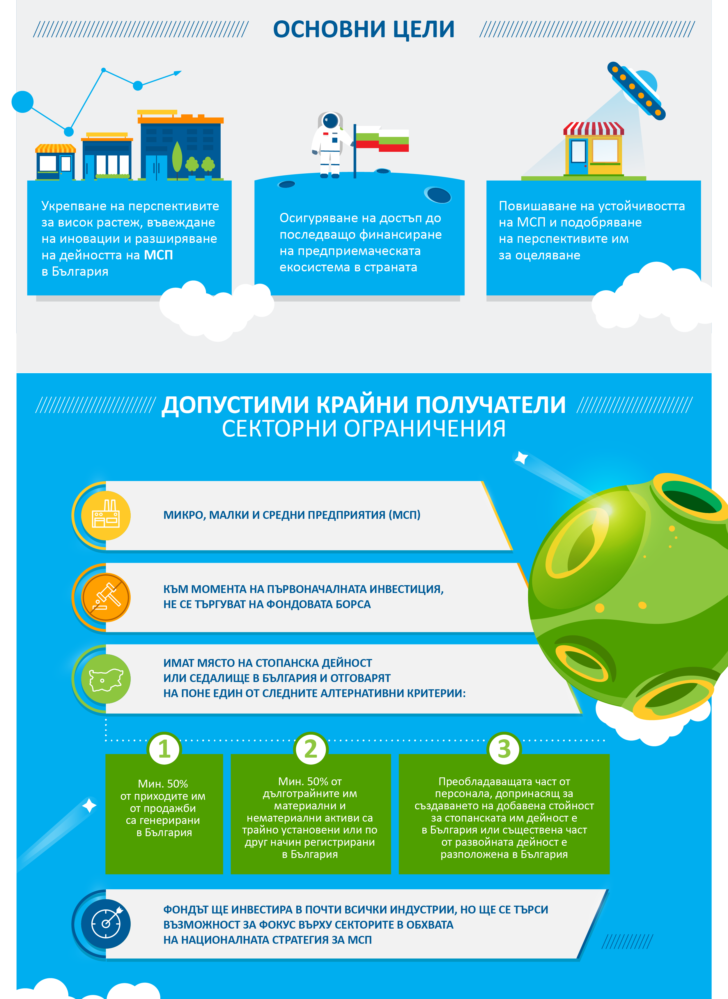 ОСНОВНИ ЦЕЛИ
Укрепване на перспективите
за висок растеж, въвеждане
на иновации и разширяване
на дейността на МСП
в България
Осигуряване на достъп до
последващо финансиране
на предприемаческата
екосистема в страната
Повишаване на устойчивостта
на МСП и подобряване
на перспективите им
за оцеляване
ДОПУСТИМИ КРАЙНИ ПОЛУЧАТЕЛИ
СЕКТОРНИ ОГРАНИЧЕНИЯ
МИКРО, МАЛКИ И СРЕДНИ ПРЕДПРИЯТИЯ (МСП)
КЪМ МОМЕНТА НА ПЪРВОНАЧАЛНАТА ИНВЕСТИЦИЯ,
НЕ СЕ ТЪРГУВАТ НА ФОНДОВАТА БОРСА
ИМАТ МЯСТО НА СТОПАНСКА ДЕЙНОСТ
ИЛИ СЕДАЛИЩЕ В БЪЛГАРИЯ И ОТГОВАРЯТ
НА ПОНЕ ЕДИН ОТ СЛЕДНИТЕ АЛТЕРНАТИВНИ КРИТЕРИИ:
1
Мин. 50%
от приходите им
от продажби
са генерирани
в България
2
Мин. 50% от
дълготрайните им
материални и
нематериални активи са
трайно установени или по
друг начин регистрирани
в България
3
Преобладаващата част от
персонала, допринасящ за
създаването на добавена стойност
за стопанската им дейност е
в България или съществена част
от развойната дейност е
разположена в България
ФОНДЪТ ЩЕ ИНВЕСТИРА В ПОЧТИ ВСИЧКИ ИНДУСТРИИ, НО ЩЕ СЕ ТЪРСИ
ВЪЗМОЖНОСТ ЗА ФОКУС ВЪРХУ СЕКТОРИТЕ В ОБХВАТА
НА НАЦИОНАЛНАТА СТРАТЕГИЯ ЗА МСП